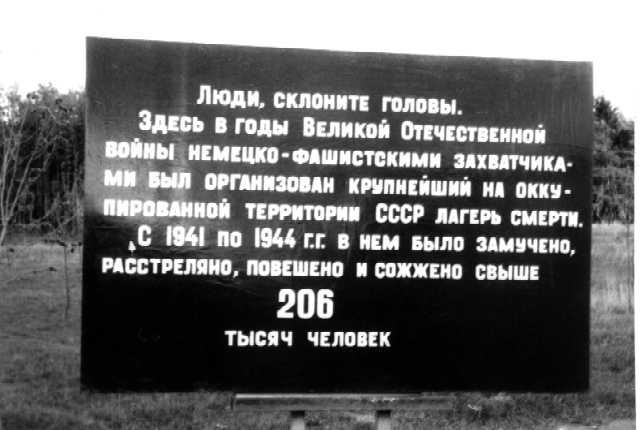 Люди, склоните головы.
Здесь в годы Великой Отечественной
войны немецко-фашистскими захватчика-
ми был организован крупнейший на окку-
пированной территории СССР лагерь смерти.
С 1941 по 1944 г.г. в нем было замучено,
расстреляно, повешено и сожжено свыше
206
тысяч человек